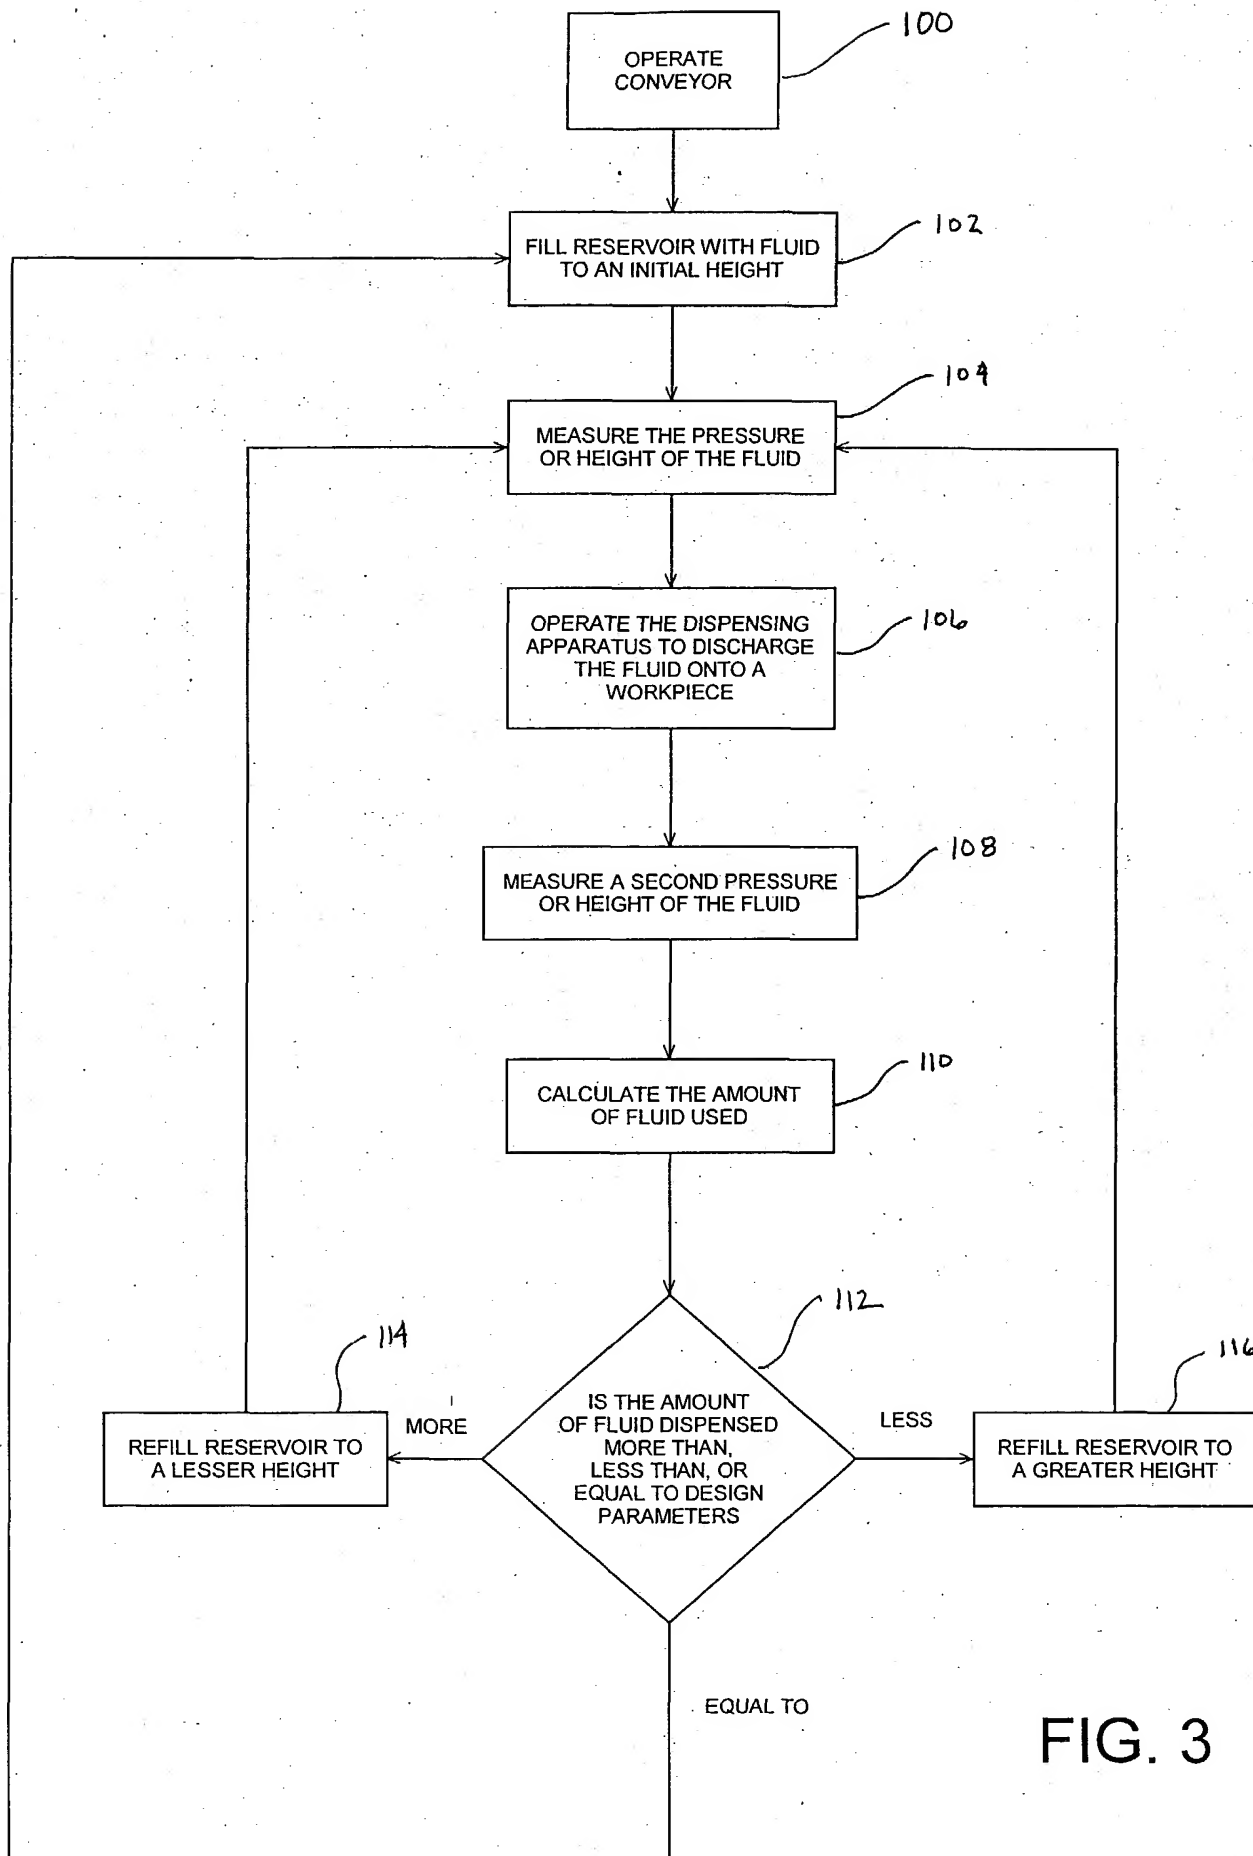 100
OPERATE
CONVEYOR
102
FILL RESERVOIR WITH FLUID
TO AN INITIAL HEIGHT
104
MEASURE THE PRESSURE
OR HEIGHT OF THE FLUID
106
OPERATE THE DISPENSING
APPARATUS TO DISCHARGE
THE FLUID ONTO A
WORKPIECE
108
MEASURE A SECOND PRESSURE
OR HEIGHT OF THE FLUID
110
CALCULATE THE AMOUNT
OF FLUID USED
112
114
116
IS THE AMOUNT
OF FLUID DISPENSED
MORE THAN,
LESS THAN, OR
EQUAL TO DESIGN
PARAMETERS
MORE
LESS
REFILL RESERVOIR TO
A LESSER HEIGHT
REFILL RESERVOIR TO
A GREATER HEIGHT
EQUAL TO
FIG. 3